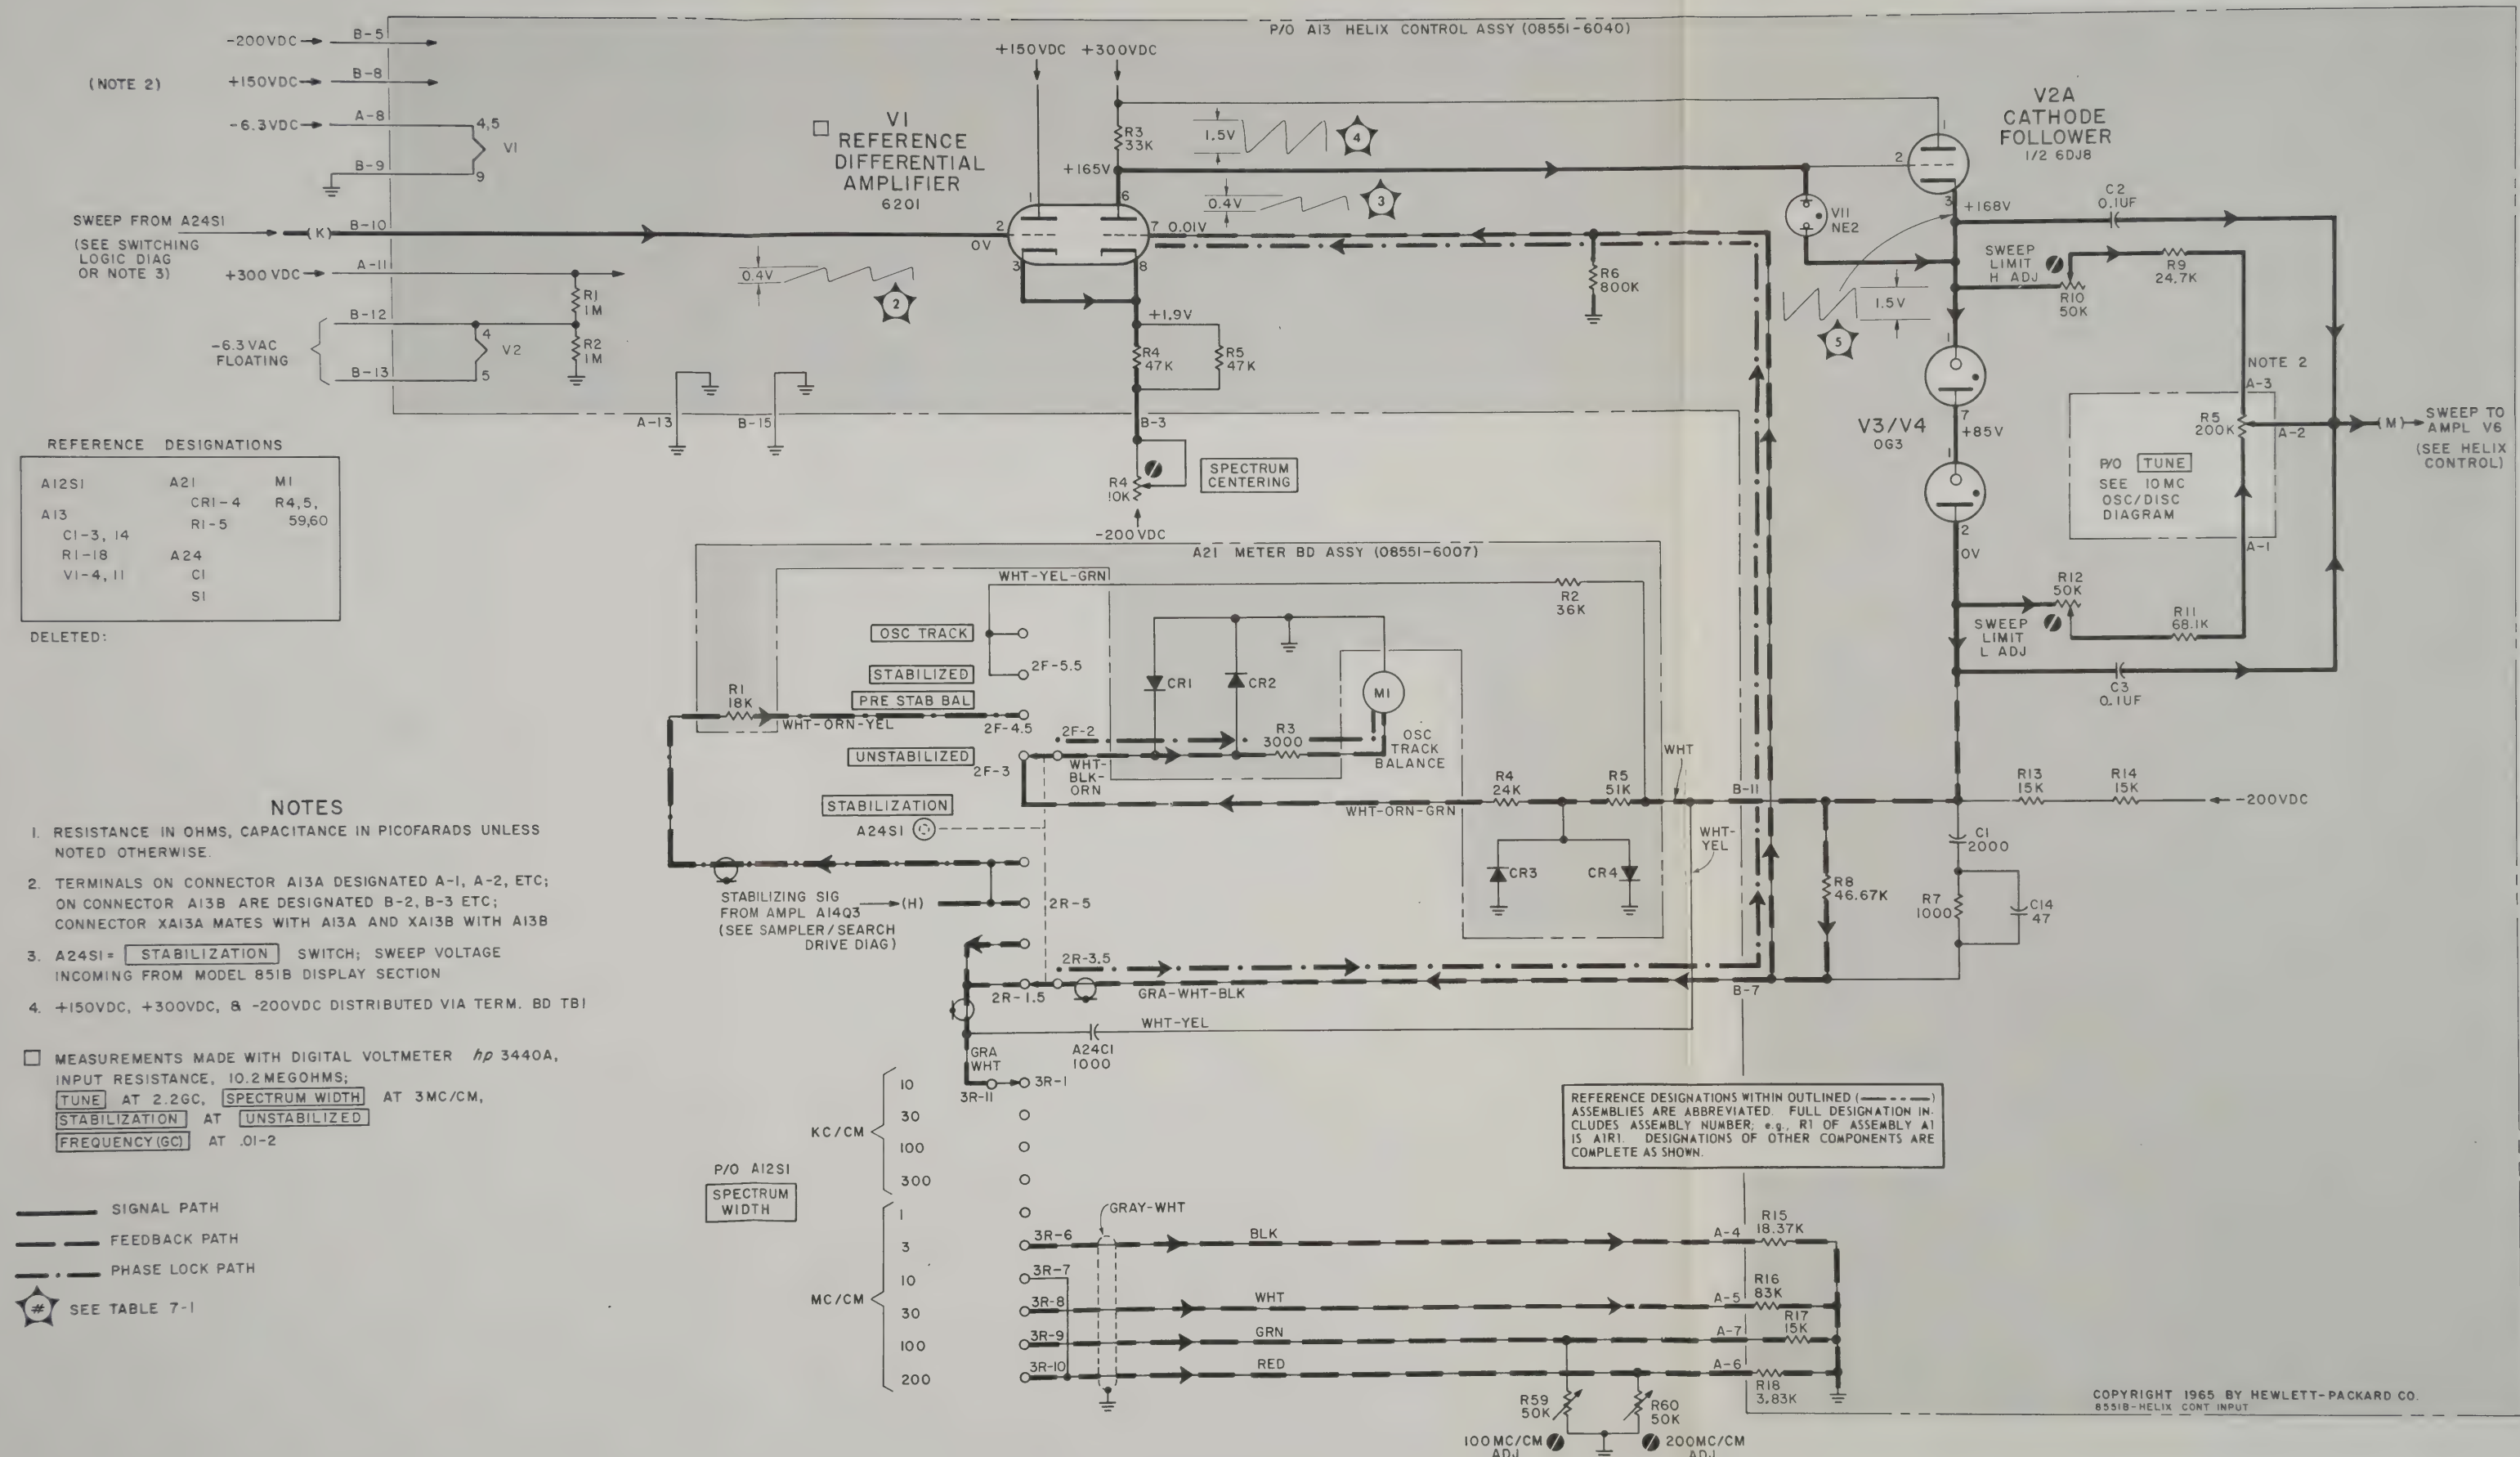 P/O A13 HELIX CONTROL ASSY (08551-6040)
-200VDC B-5
(NOTE 2) +150VDC B-8
-6.3VDC A-8 4,5
V1
B-9 9
SWEEP FROM A24S1 (K) B-10
(SEE SWITCHING
LOGIC DIAG
OR NOTE 3)
+300 VDC A-11
R1
1M
B-12 4
-6.3 VAC
FLOATING
V2
R2
1M
B-13 5
A-13 B-15
+150VDC +300VDC
V1
REFERENCE
DIFFERENTIAL
AMPLIFIER
6201
R3
33K
1.5V 4
+165V
1 6
0.4V 3
2 7 0.01V
0V
3 8
0.4V 2
+1.9V
R4
47K
R5
47K
B-3
R4
10K
SPECTRUM
CENTERING
-200VDC
R6
800K
V2A
CATHODE
FOLLOWER
1/2 6DJ8
1
2
3
+168V
V11
NE2
C2
0.1UF
SWEEP
LIMIT
H ADJ
R9
24.7K
R10
50K
1.5V
5
1
V3/V4
0G3
7
+85V
1
2
0V
NOTE 2
A-3
R5
200K
A-2
(M) SWEEP TO
AMPL V6
(SEE HELIX
CONTROL)
P/O TUNE
SEE 10MC
OSC/DISC
DIAGRAM
A-1
R12
50K
R11
68.1K
SWEEP
LIMIT
L ADJ
C3
0.1UF
REFERENCE DESIGNATIONS
A12S1 A21 M1
CR1-4 R4,5,
A13 R1-5 59,60
C1-3, 14
R1-18 A24
V1-4, 11 C1
S1
DELETED:
A21 METER BD ASSY (08551-6007)
WHT-YEL-GRN
R2
36K
OSC TRACK
STABILIZED 2F-5.5
PRE STAB BAL
R1
18K
WHT-ORN-YEL 2F-4.5
CR1 CR2 M1
2F-2
R3
3000
OSC
TRACK
BALANCE
UNSTABILIZED 2F-3
WHT-
BLK-
ORN
STABILIZATION
A24S1
WHT-ORN-GRN
R4
24K
R5
51K
WHT
B-11
R13
15K
R14
15K
-200VDC
WHT-
YEL
CR3 CR4
C1
2000
R8
46.67K
R7
1000
C14
47
STABILIZING SIG
FROM AMPL A14Q3 (H) 2R-5
(SEE SAMPLER/SEARCH
DRIVE DIAG)
2R-3.5
2R-1.5 GRA-WHT-BLK B-7
WHT-YEL
A24C1
1000
GRA
WHT
3R-1
3R-11
NOTES
1. RESISTANCE IN OHMS, CAPACITANCE IN PICOFARADS UNLESS
NOTED OTHERWISE.
2. TERMINALS ON CONNECTOR A13A DESIGNATED A-1, A-2, ETC;
ON CONNECTOR A13B ARE DESIGNATED B-2, B-3 ETC;
CONNECTOR XA13A MATES WITH A13A AND XA13B WITH A13B
3. A24S1= STABILIZATION SWITCH; SWEEP VOLTAGE
INCOMING FROM MODEL 851B DISPLAY SECTION
4. +150VDC, +300VDC, & -200VDC DISTRIBUTED VIA TERM. BD TB1
MEASUREMENTS MADE WITH DIGITAL VOLTMETER hp 3440A,
INPUT RESISTANCE, 10.2 MEGOHMS;
TUNE AT 2.2GC, SPECTRUM WIDTH AT 3MC/CM,
STABILIZATION AT UNSTABILIZED
FREQUENCY (GC) AT .01-2
SIGNAL PATH
FEEDBACK PATH
PHASE LOCK PATH
# SEE TABLE 7-1
P/O A12S1
SPECTRUM
WIDTH
KC/CM
10
30
100
300
MC/CM
1
3
10
30
100
200
GRAY-WHT
3R-6 BLK A-4
R15
18.37K
3R-7
3R-8 WHT A-5
R16
83K
3R-9 GRN A-7
R17
15K
3R-10 RED A-6
R18
3.83K
R59
50K
R60
50K
100MC/CM
ADJ
200MC/CM
ADJ
REFERENCE DESIGNATIONS WITHIN OUTLINED ( )
ASSEMBLIES ARE ABBREVIATED. FULL DESIGNATION IN-
CLUDES ASSEMBLY NUMBER; e.g., R1 OF ASSEMBLY A1
IS A1R1. DESIGNATIONS OF OTHER COMPONENTS ARE
COMPLETE AS SHOWN.
COPYRIGHT 1965 BY HEWLETT-PACKARD CO.
8551B-HELIX CONT INPUT